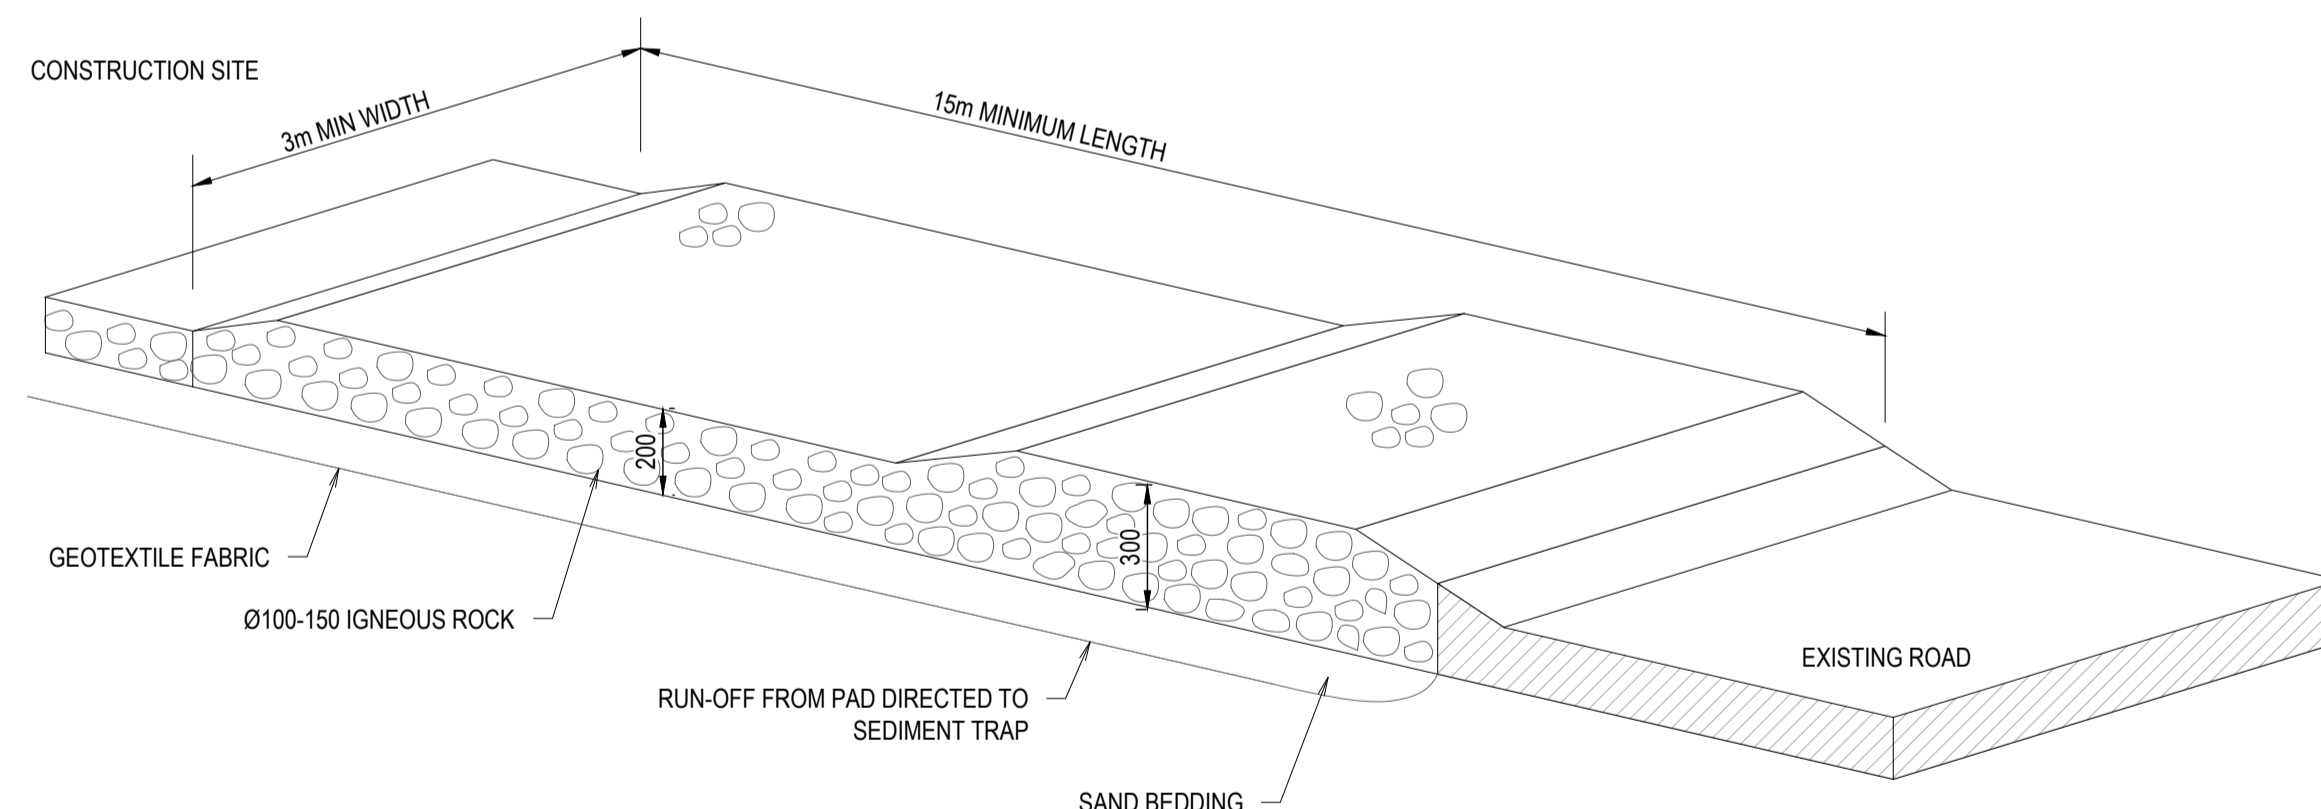 CONSTRUCTION SITE
3m MIN WIDTH
15m MINIMUM LENGTH
200
300
GEOTEXTILE FABRIC
Ø100-150 IGNEOUS ROCK
EXISTING ROAD
RUN-OFF FROM PAD DIRECTED TO
SEDIMENT TRAP
SAND BEDDING